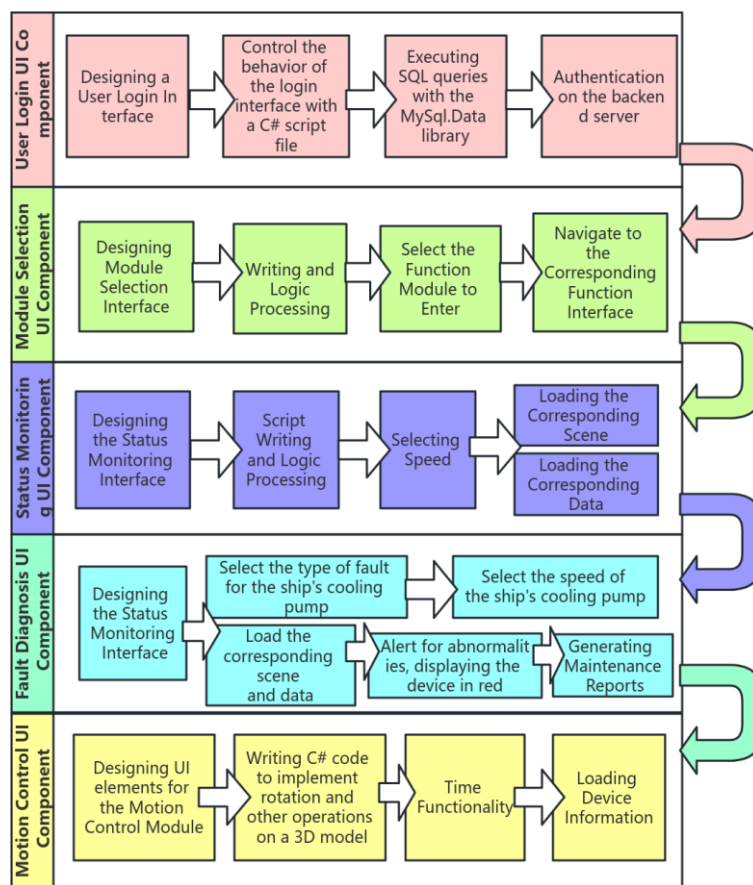 User Login UI Co
mponent
Designing a
User Login In
terface
Control the
behavior of
the login
interface with
a C# script
file
Executing
SQL queries
with the
MySql.Data
library
Authentication
on the backen
d server
Module Selection
UI Component
Designing
Module
Selection
Interface
Writing and
Logic
Processing
Select the
Function
Module to
Enter
Navigate to
the
Corresponding
Function
Interface
Status Monitorin
g UI Component
Designing
the Status
Monitoring
Interface
Script
Writing
and Logic
Processing
Selecting
Speed
Loading the
Corresponding
Scene
Loading the
Corresponding
Data
Fault Diagnosis UI
Component
Designing
the Status
Monitoring
Interface
Select the type of fault
for the ship's cooling
pump
Select the speed of
the ship's cooling pump
Load the
corresponding
scene
and data
Alert for abnormalit
ies, displaying the
device in red
Generating
Maintenance
Reports
Motion Control UI
Component
Designing UI
elements for
the Motion
Control Module
Writing C# code
to implement
rotation and
other operations
on a 3D model
Time
Functionality
Loading
Device
Information